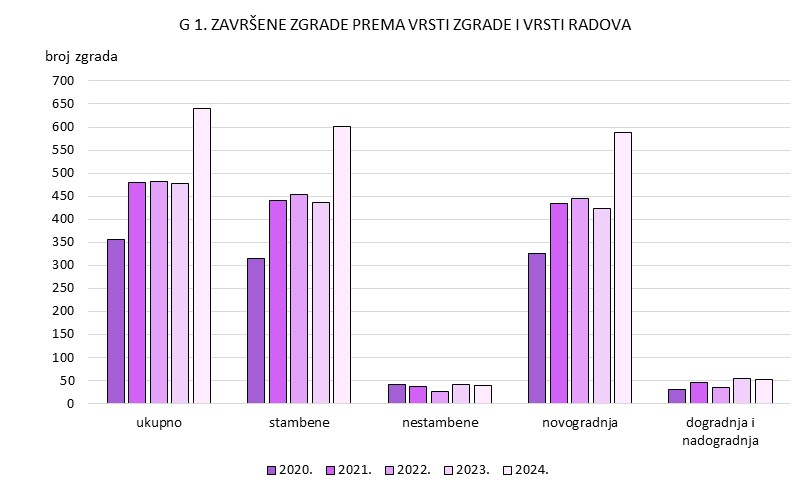 G 1. ZAVRŠENE ZGRADE PREMA VRSTI ZGRADE I VRSTI RADOVA
broj zgrada
700
650
600
550
500
450
400
350
300
250
200
150
100
50
0
ukupno
stambene
nestambene
novogradnja
dogradnja i
nadogradnja
2020. 2021. 2022. 2023. 2024.